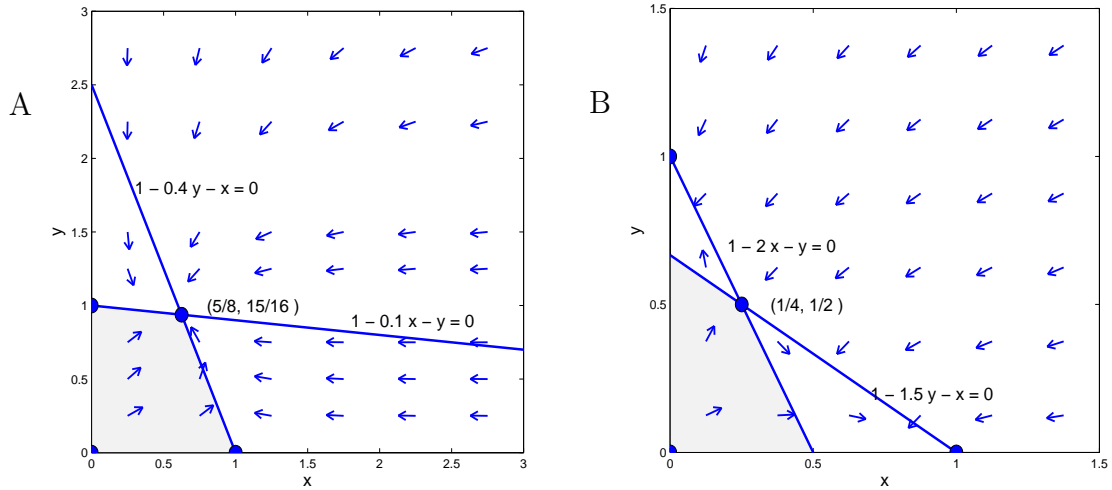 A
3
2.5
2
1.5
1
0.5
0
y
1 − 0.4 y − x = 0
(5/8, 15/16 )
1 − 0.1 x − y = 0
0 0.5 1 1.5 2 2.5 3
x
B
1.5
1
0.5
0
y
1 − 2 x − y = 0
(1/4, 1/2 )
1 − 1.5 y − x = 0
0 0.5 1 1.5
x